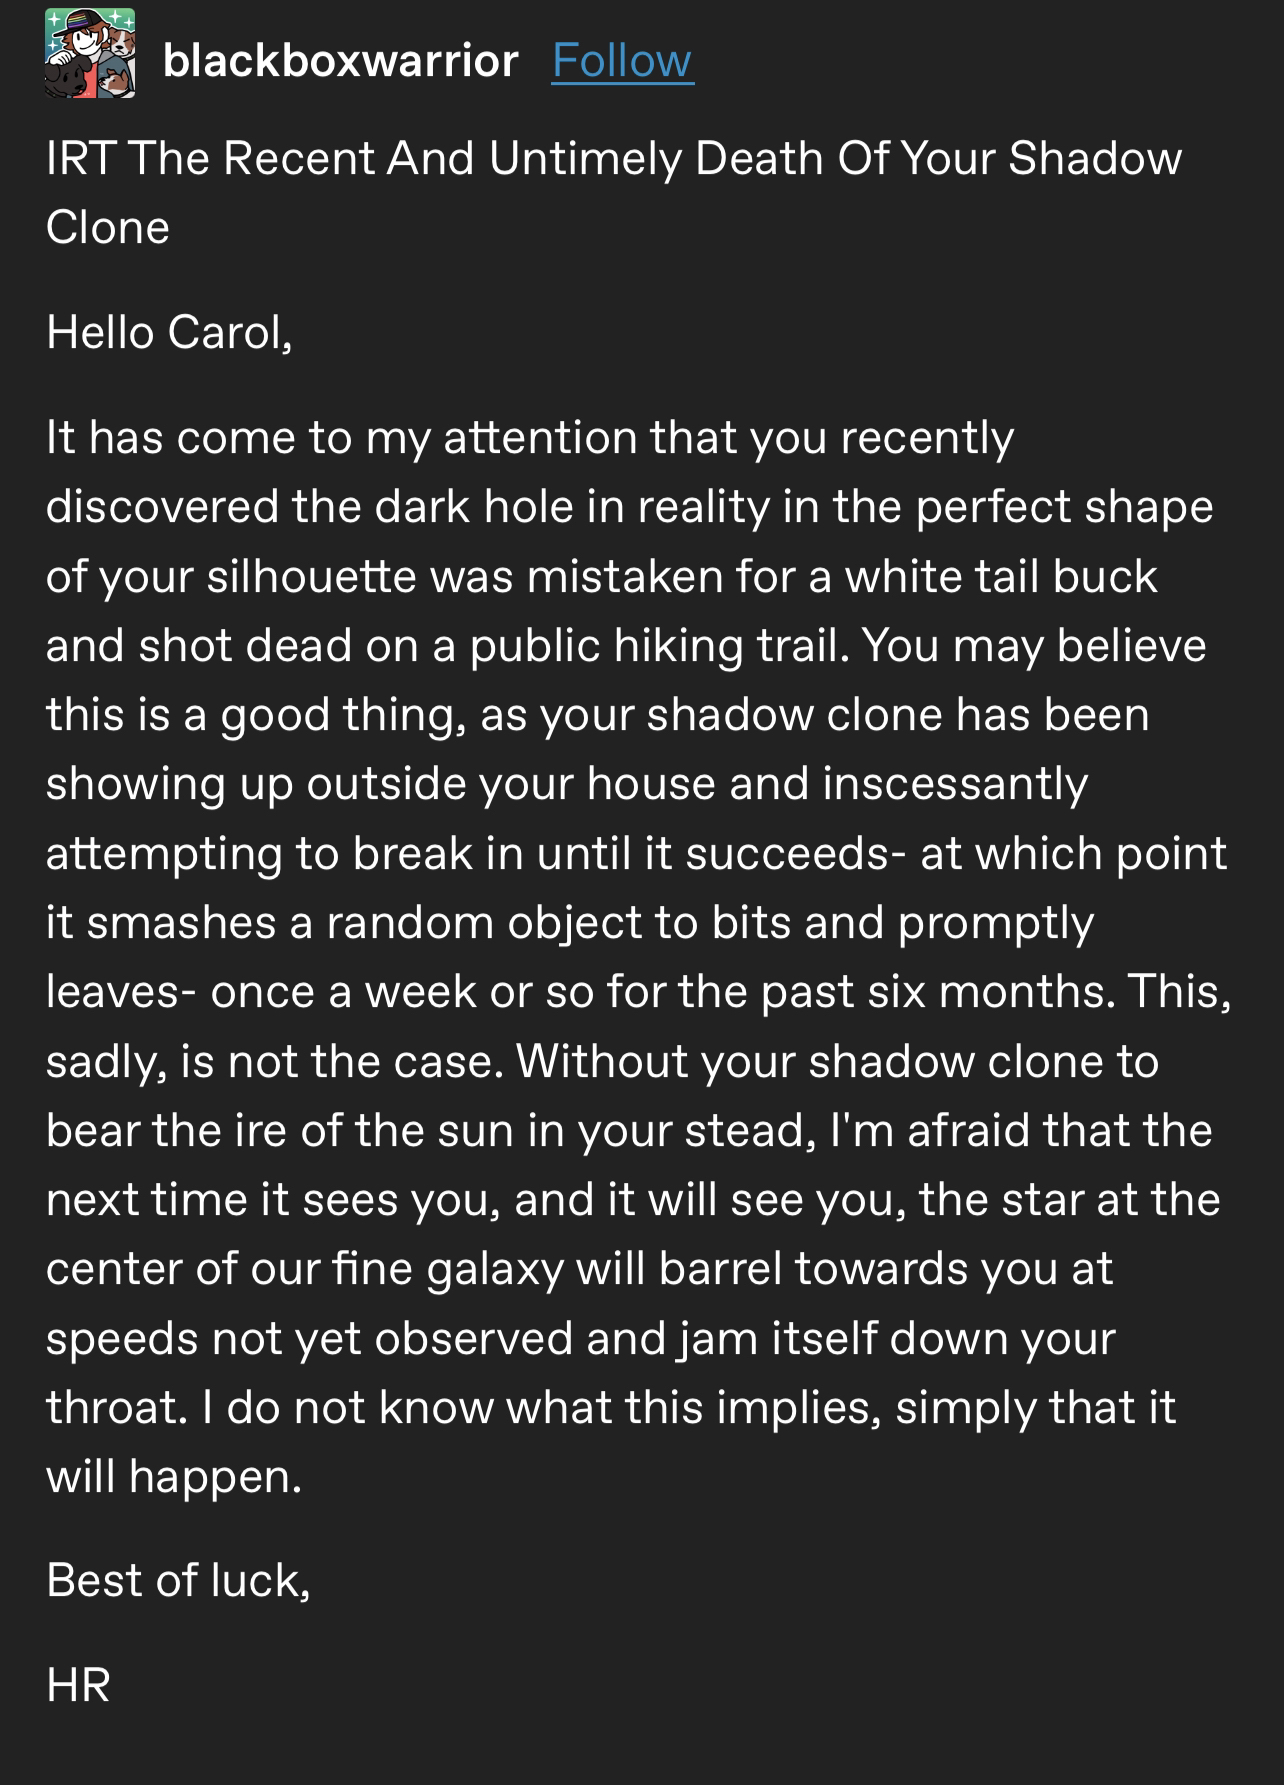 blackboxwarrior Follow
IRT The Recent And Untimely Death Of Your Shadow
Clone
Hello Carol,
It has come to my attention that you recently
discovered the dark hole in reality in the perfect shape
of your silhouette was mistaken for a white tail buck
and shot dead on a public hiking trail. You may believe
this is a good thing, as your shadow clone has been
showing up outside your house and inscessantly
attempting to break in until it succeeds- at which point
it smashes a random object to bits and promptly
leaves- once a week or so for the past six months. This,
sadly, is not the case. Without your shadow clone to
bear the ire of the sun in your stead, I'm afraid that the
next time it sees you, and it will see you, the star at the
center of our fine galaxy will barrel towards you at
speeds not yet observed and jam itself down your
throat. I do not know what this implies, simply that it
will happen.
Best of luck,
HR